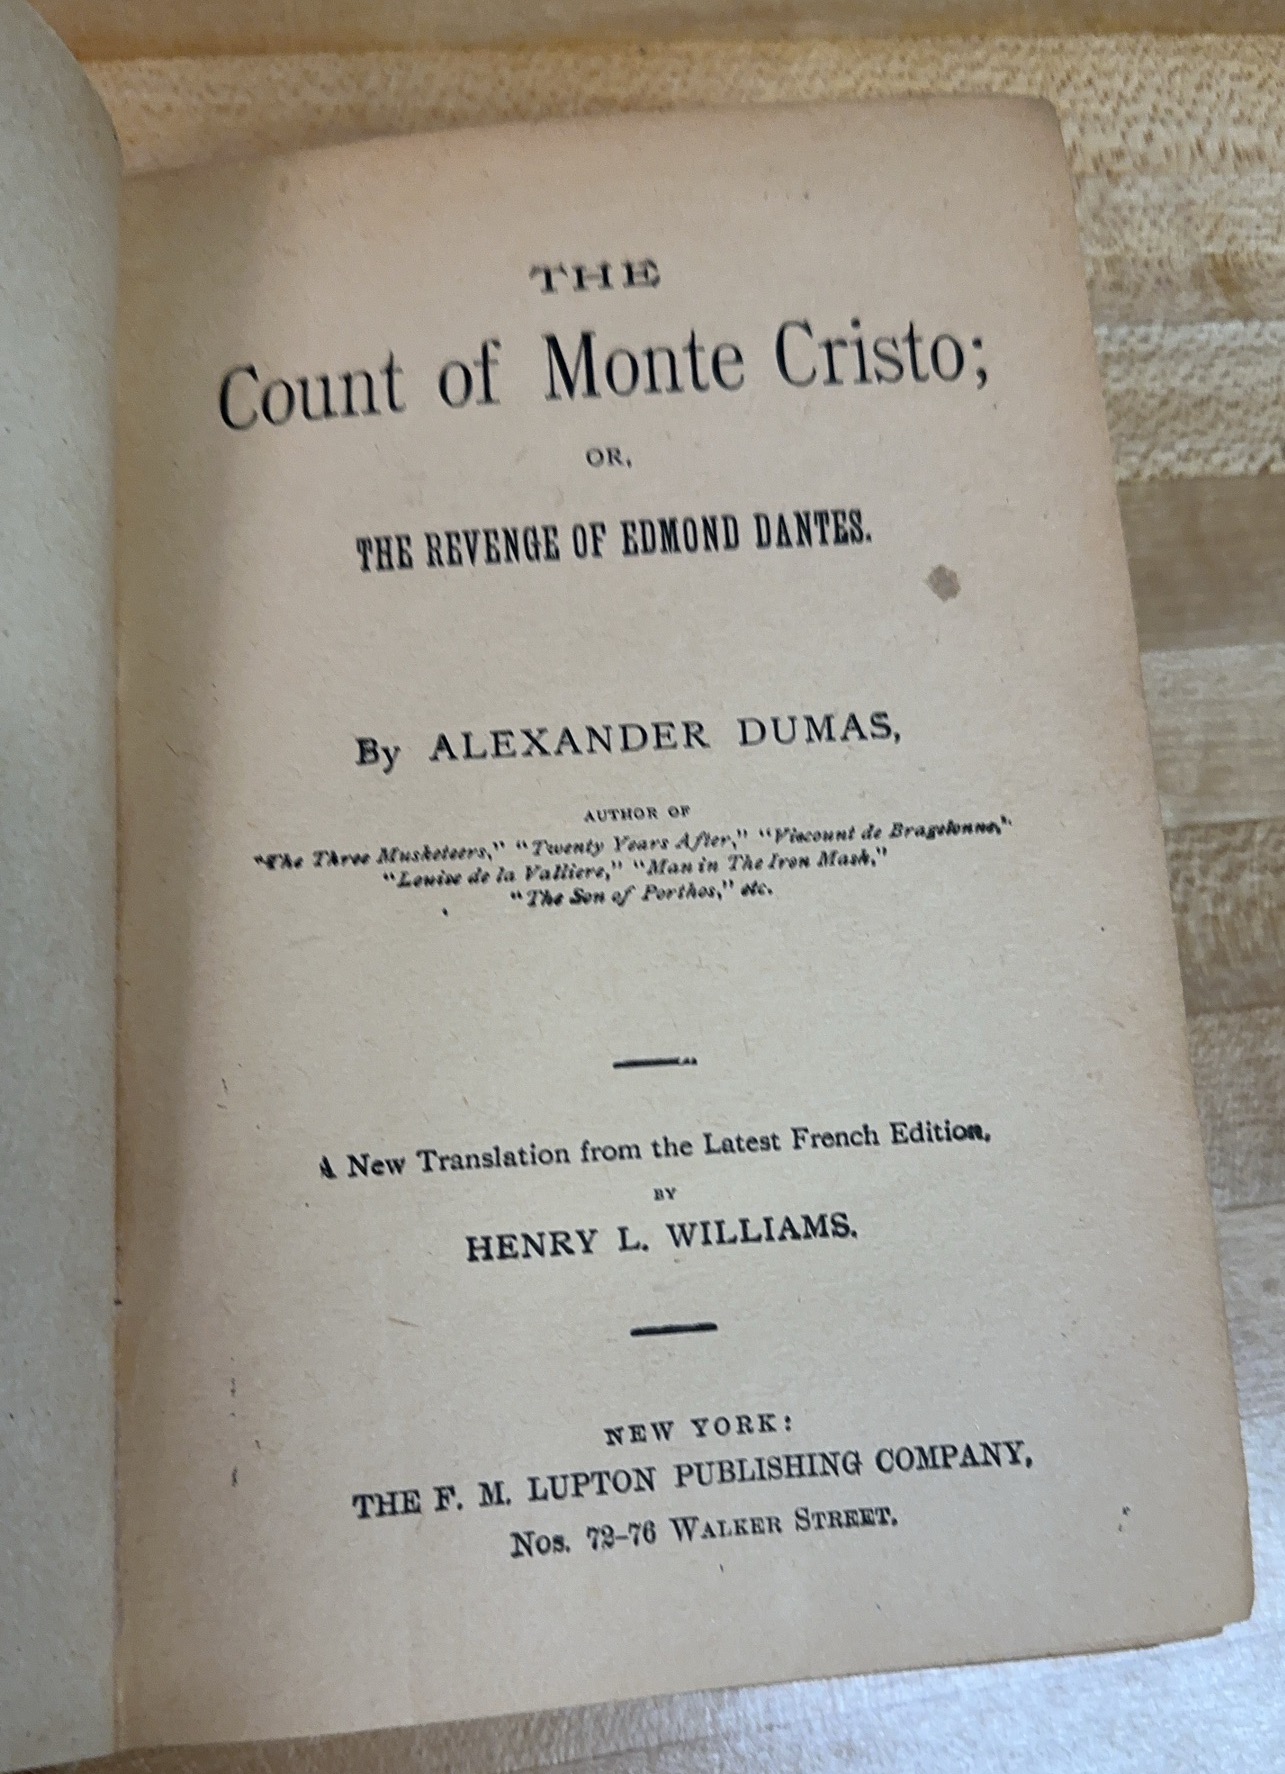 THE
Count of Monte Cristo;
OR,
THE REVENGE OF EDMOND DANTES.
By ALEXANDER DUMAS,
AUTHOR OF
"The Three Musketeers," "Twenty Years After," "Viscount de Bragelonne,"
"Louise de la Valliere," "Man in The Iron Mask,"
"The Son of Porthos," etc.
A New Translation from the Latest French Edition,
BY
HENRY L. WILLIAMS.
NEW YORK:
THE F. M. LUPTON PUBLISHING COMPANY,
Nos. 72–76 WALKER STREET.